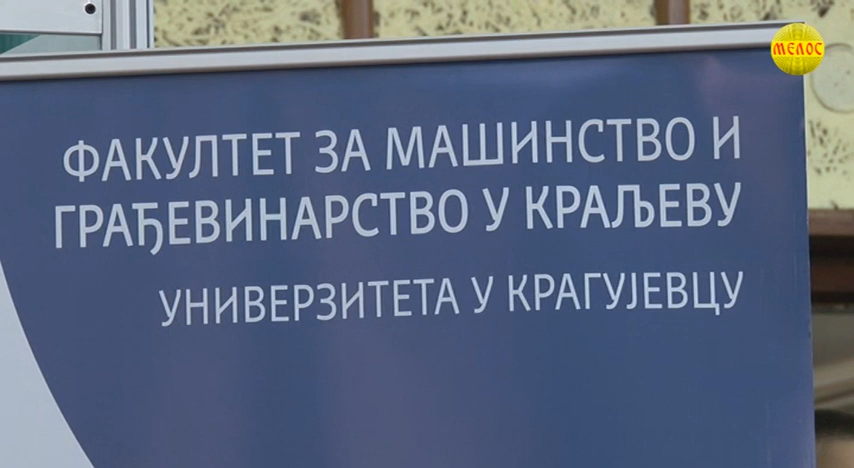 МЕЛОС
ФАКУЛТЕТ ЗА МАШИНСТВО И
ГРАЂЕВИНАРСТВО У КРАЉЕВУ
УНИВЕРЗИТЕТА У КРАГУЈЕВЦУ